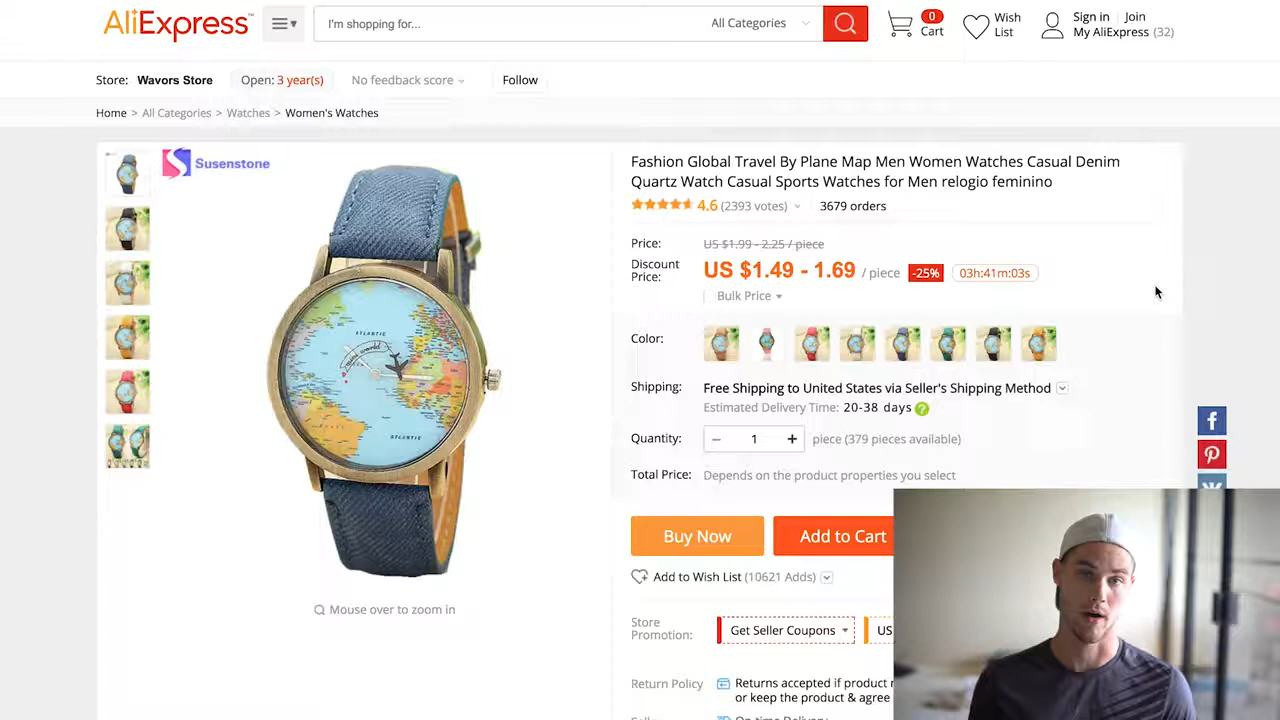 AliExpress™
I'm shopping for...
All Categories
0
Cart
Wish
List
Sign in
Join
My AliExpress (32)
Store: Wavors Store
Open: 3 year(s)
No feedback score
Follow
Home > All Categories > Watches > Women's Watches
Susenstone
ATLANTIC
ATLANTIC
Mouse over to zoom in
Fashion Global Travel By Plane Map Men Women Watches Casual Denim
Quartz Watch Casual Sports Watches for Men relogio feminino
4.6 (2393 votes)
3679 orders
Price: US $1.99 - 2.25 / piece
Discount
Price:
US $1.49 - 1.69 / piece
-25%
03h:41m:03s
Bulk Price
Color:
Shipping: Free Shipping to United States via Seller's Shipping Method
Estimated Delivery Time: 20-38 days ?
Quantity: − 1 + piece (379 pieces available)
Total Price: Depends on the product properties you select
Buy Now
Add to Cart
Add to Wish List (10621 Adds)
Store
Promotion:
Get Seller Coupons
US
Return Policy
Returns accepted if product
or keep the product & agree
On-time Delivery